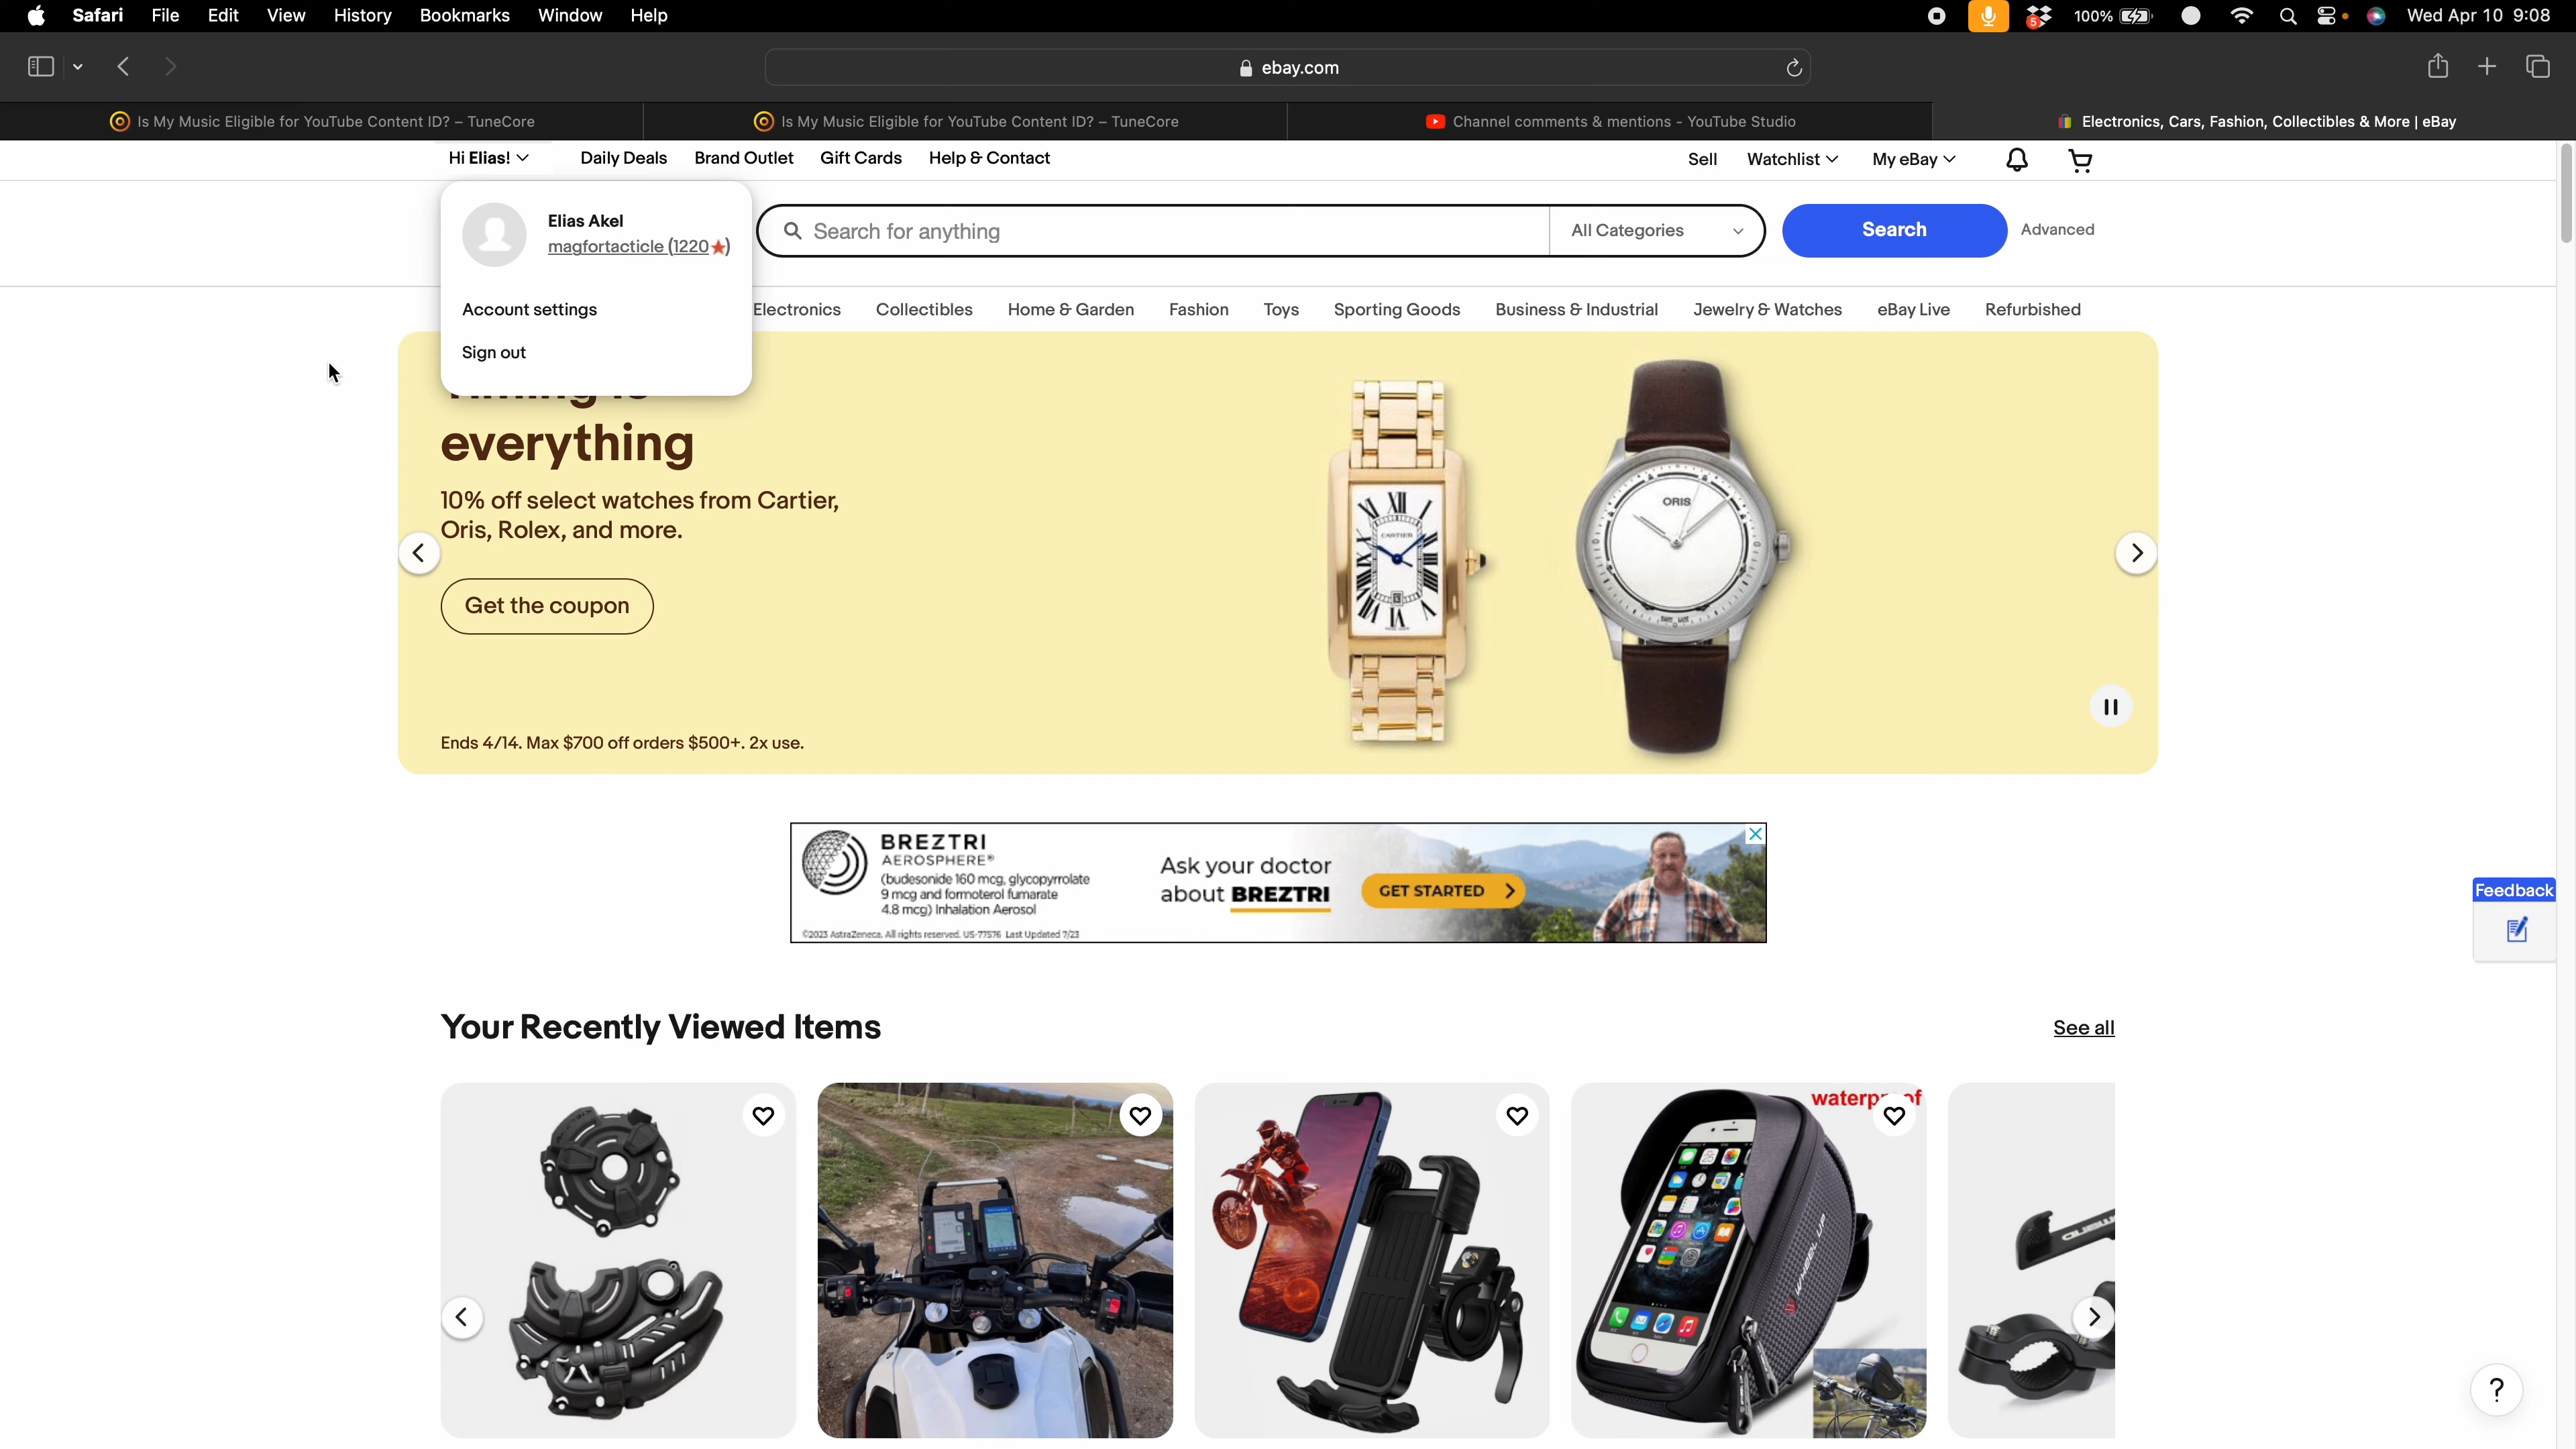 Safari File Edit View History Bookmarks Window Help
5 100% Wed Apr 10 9:08
ebay.com
Is My Music Eligible for YouTube Content ID? – TuneCore
Is My Music Eligible for YouTube Content ID? – TuneCore
Channel comments & mentions - YouTube Studio
Electronics, Cars, Fashion, Collectibles & More | eBay
Hi Elias! Daily Deals Brand Outlet Gift Cards Help & Contact
Sell Watchlist My eBay
Elias Akel
magfortacticle (1220)
Account settings
Sign out
Search for anything
All Categories
Search
Advanced
Electronics Collectibles Home & Garden Fashion Toys Sporting Goods Business & Industrial Jewelry & Watches eBay Live Refurbished
everything
10% off select watches from Cartier,
Oris, Rolex, and more.
Get the coupon
Ends 4/14. Max $700 off orders $500+. 2x use.
CARTIER
ORIS
BREZTRI
AEROSPHERE®
(budesonide 160 mcg, glycopyrrolate
9 mcg and formoterol fumarate
4.8 mcg) Inhalation Aerosol
©2023 AstraZeneca. All rights reserved. US-77576 Last Updated 7/23
Ask your doctor
about BREZTRI
GET STARTED
Feedback
Your Recently Viewed Items
See all
WHEEL UP
?